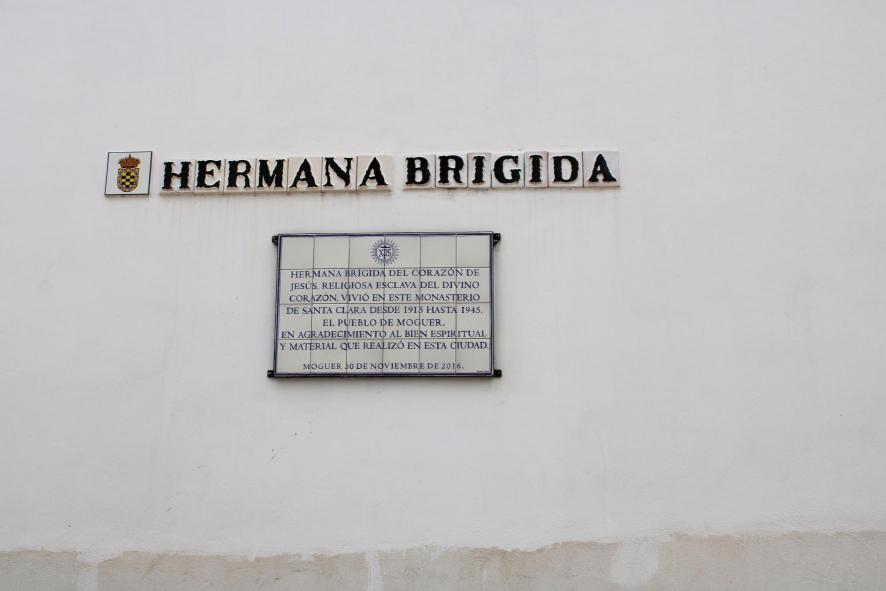 HERMANA BRIGIDA
HERMANA BRÍGIDA DEL CORAZÓN DE
JESÚS, RELIGIOSA ESCLAVA DEL DIVINO
CORAZÓN, VIVIÓ EN ESTE MONASTERIO
DE SANTA CLARA DESDE 1915 HASTA 1945.
EL PUEBLO DE MOGUER,
EN AGRADECIMIENTO AL BIEN ESPIRITUAL
Y MATERIAL QUE REALIZÓ EN ESTA CIUDAD.
MOGUER 20 DE NOVIEMBRE DE 2016.